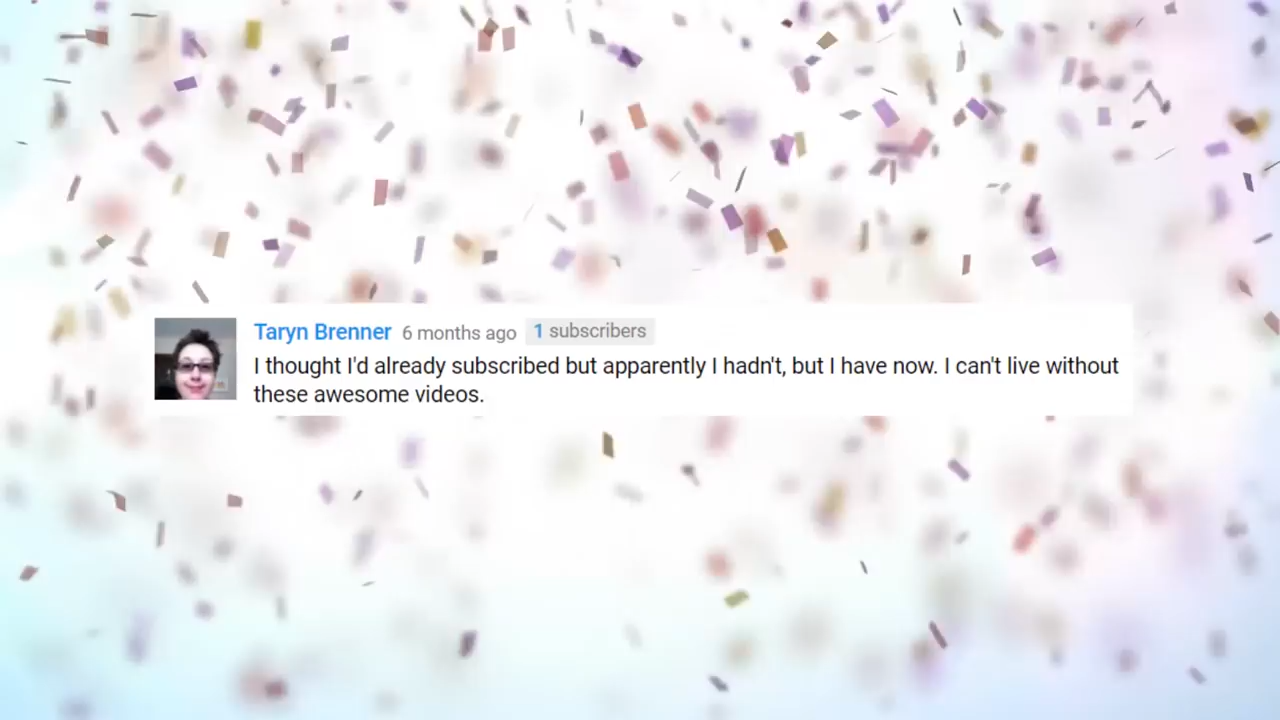 Taryn Brenner 6 months ago 1 subscribers
I thought I'd already subscribed but apparently I hadn't, but I have now. I can't live without
these awesome videos.